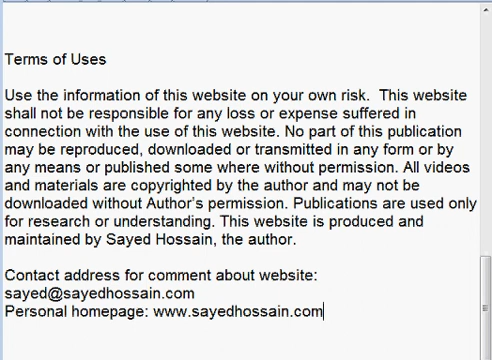 Terms of Uses
Use the information of this website on your own risk.  This website
shall not be responsible for any loss or expense suffered in
connection with the use of this website. No part of this publication
may be reproduced, downloaded or transmitted in any form or by
any means or published some where without permission. All videos
and materials are copyrighted by the author and may not be
downloaded without Author's permission. Publications are used only
for research or understanding. This website is produced and
maintained by Sayed Hossain, the author.
Contact address for comment about website:
sayed@sayedhossain.com
Personal homepage: www.sayedhossain.com